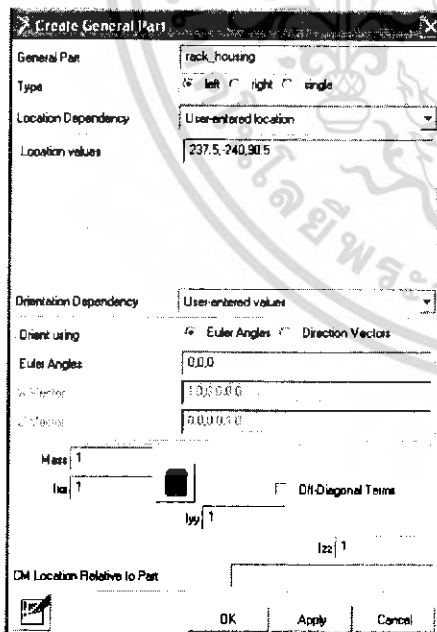 Create General Part
General Part rack_housing
Type left right single
Location Dependency User-entered location
Location values 237.5,-240,90.5
Orientation Dependency User-entered values
Orient using Euler Angles Direction Vectors
Euler Angles 0,0,0
X Vector
Z Vector
Mass 1
Ixx 1
Off-Diagonal Terms
Iyy 1
Izz 1
CM Location Relative to Part
OK Apply Cancel